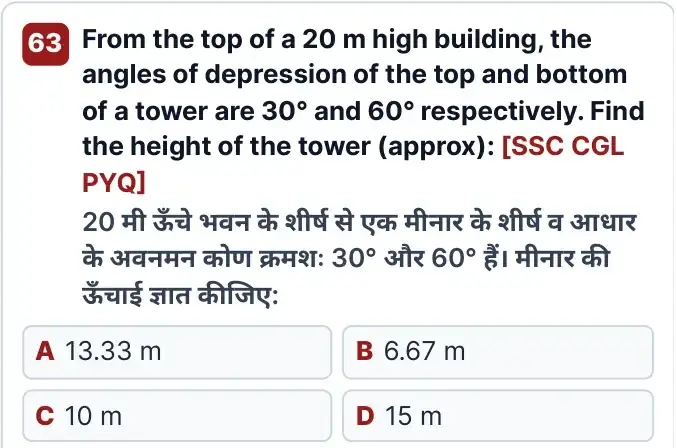 63 From the top of a 20 m high building, the
angles of depression of the top and bottom
of a tower are 30° and 60° respectively. Find
the height of the tower (approx): [SSC CGL
PYQ]
20 मी ऊँचे भवन के शीर्ष से एक मीनार के शीर्ष व आधार
के अवनमन कोण क्रमश: 30° और 60° हैं। मीनार की
ऊँचाई ज्ञात कीजिए:
A 13.33 m B 6.67 m
C 10 m D 15 m